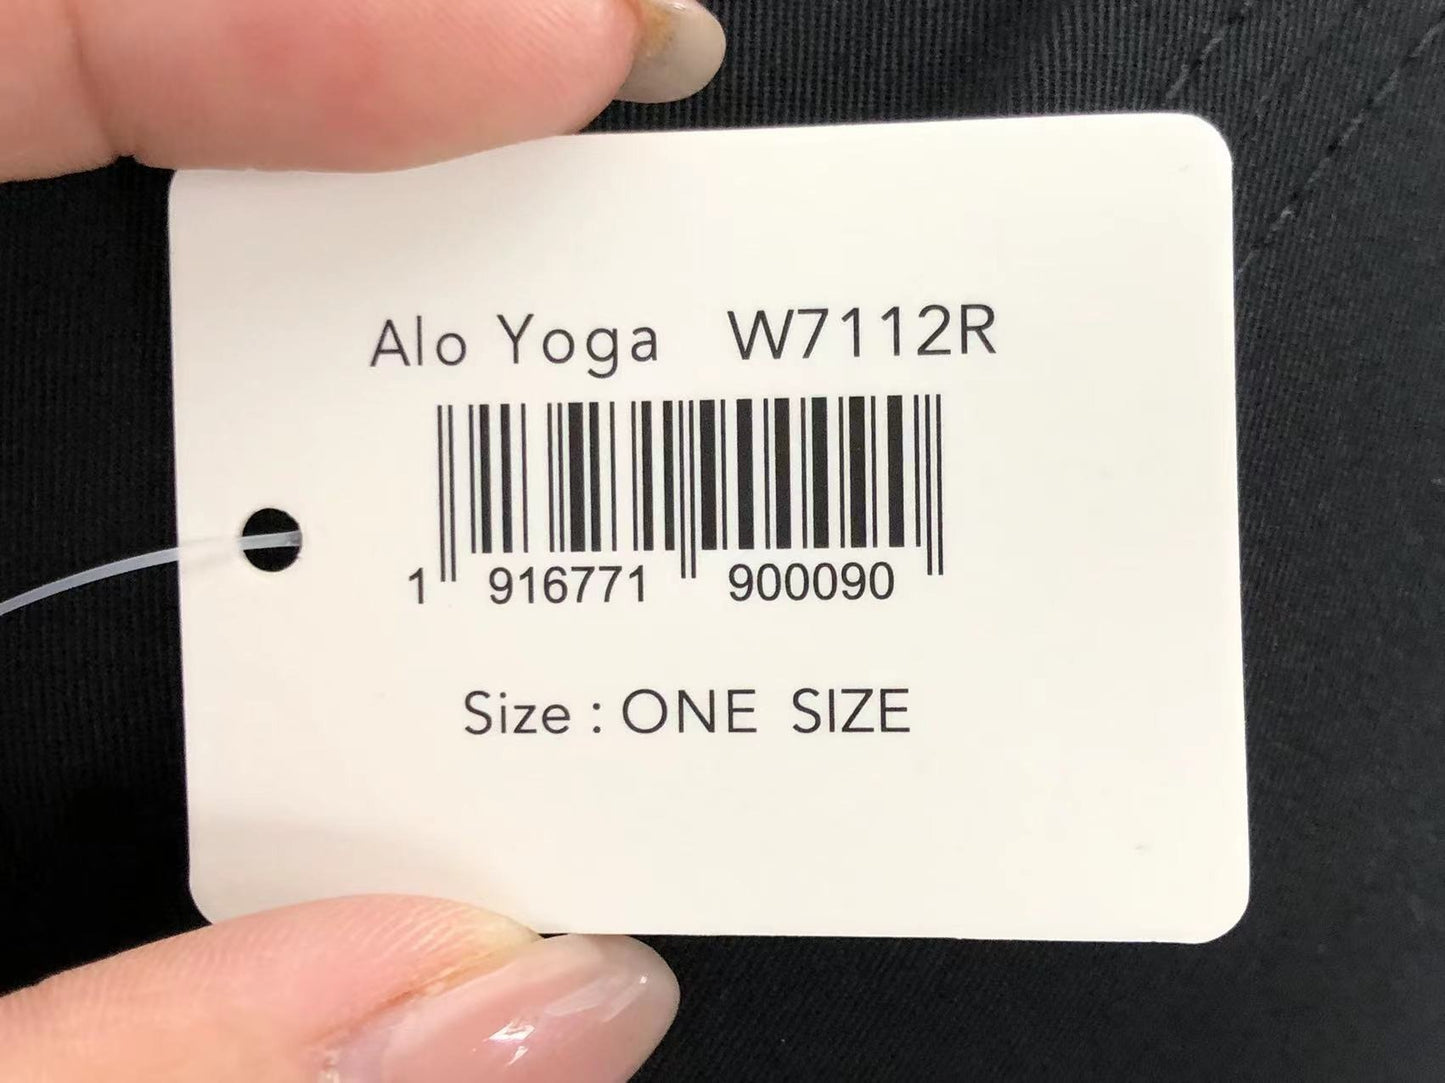 Alo Yoga W7112R
1 916771 900090
Size : ONE SIZE